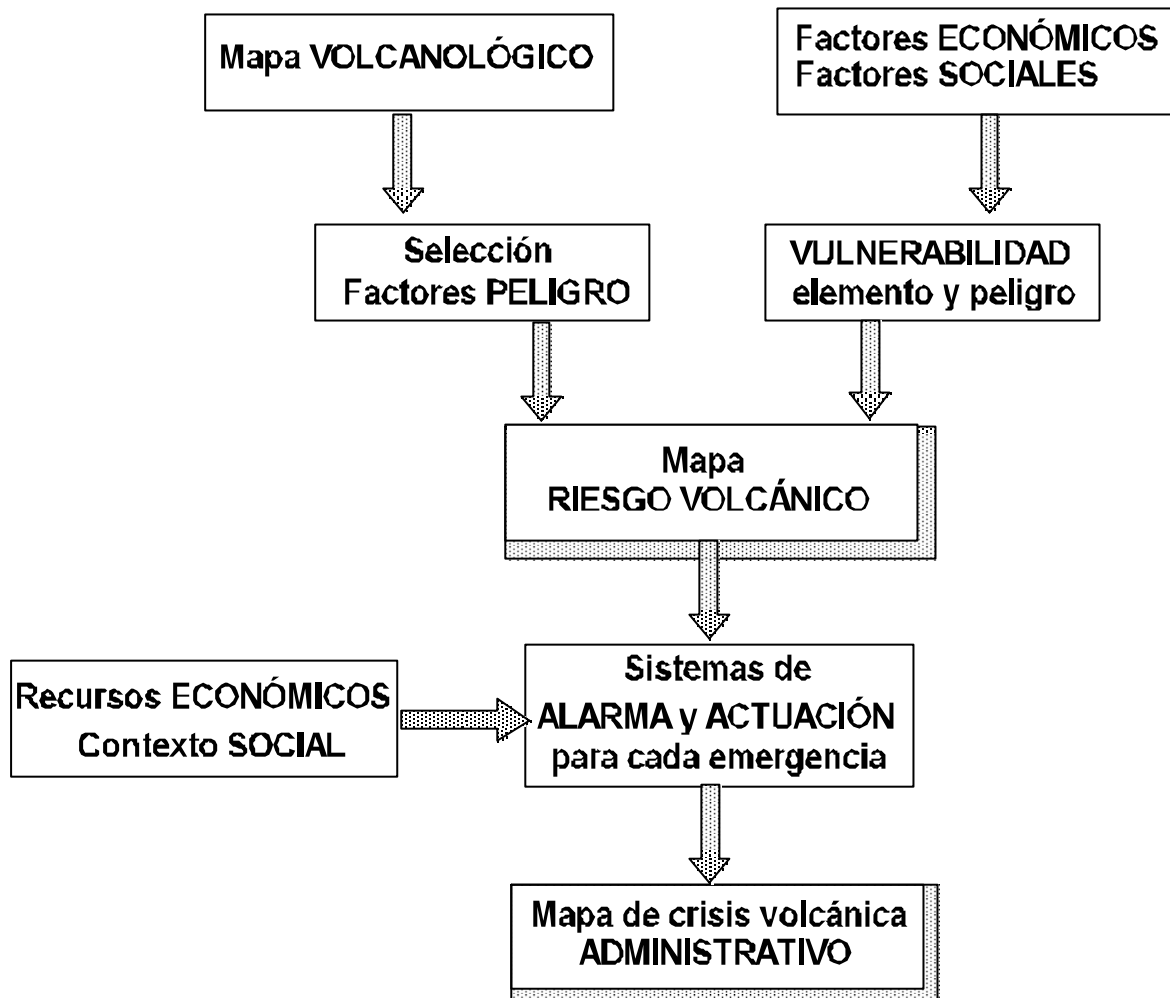 Mapa VOLCANOLÓGICO
Factores ECONÓMICOS
Factores SOCIALES
Selección
Factores PELIGRO
VULNERABILIDAD
elemento y peligro
Mapa
RIESGO VOLCÁNICO
Recursos ECONÓMICOS
Contexto SOCIAL
Sistemas de
ALARMA y ACTUACIÓN
para cada emergencia
Mapa de crisis volcánica
ADMINISTRATIVO